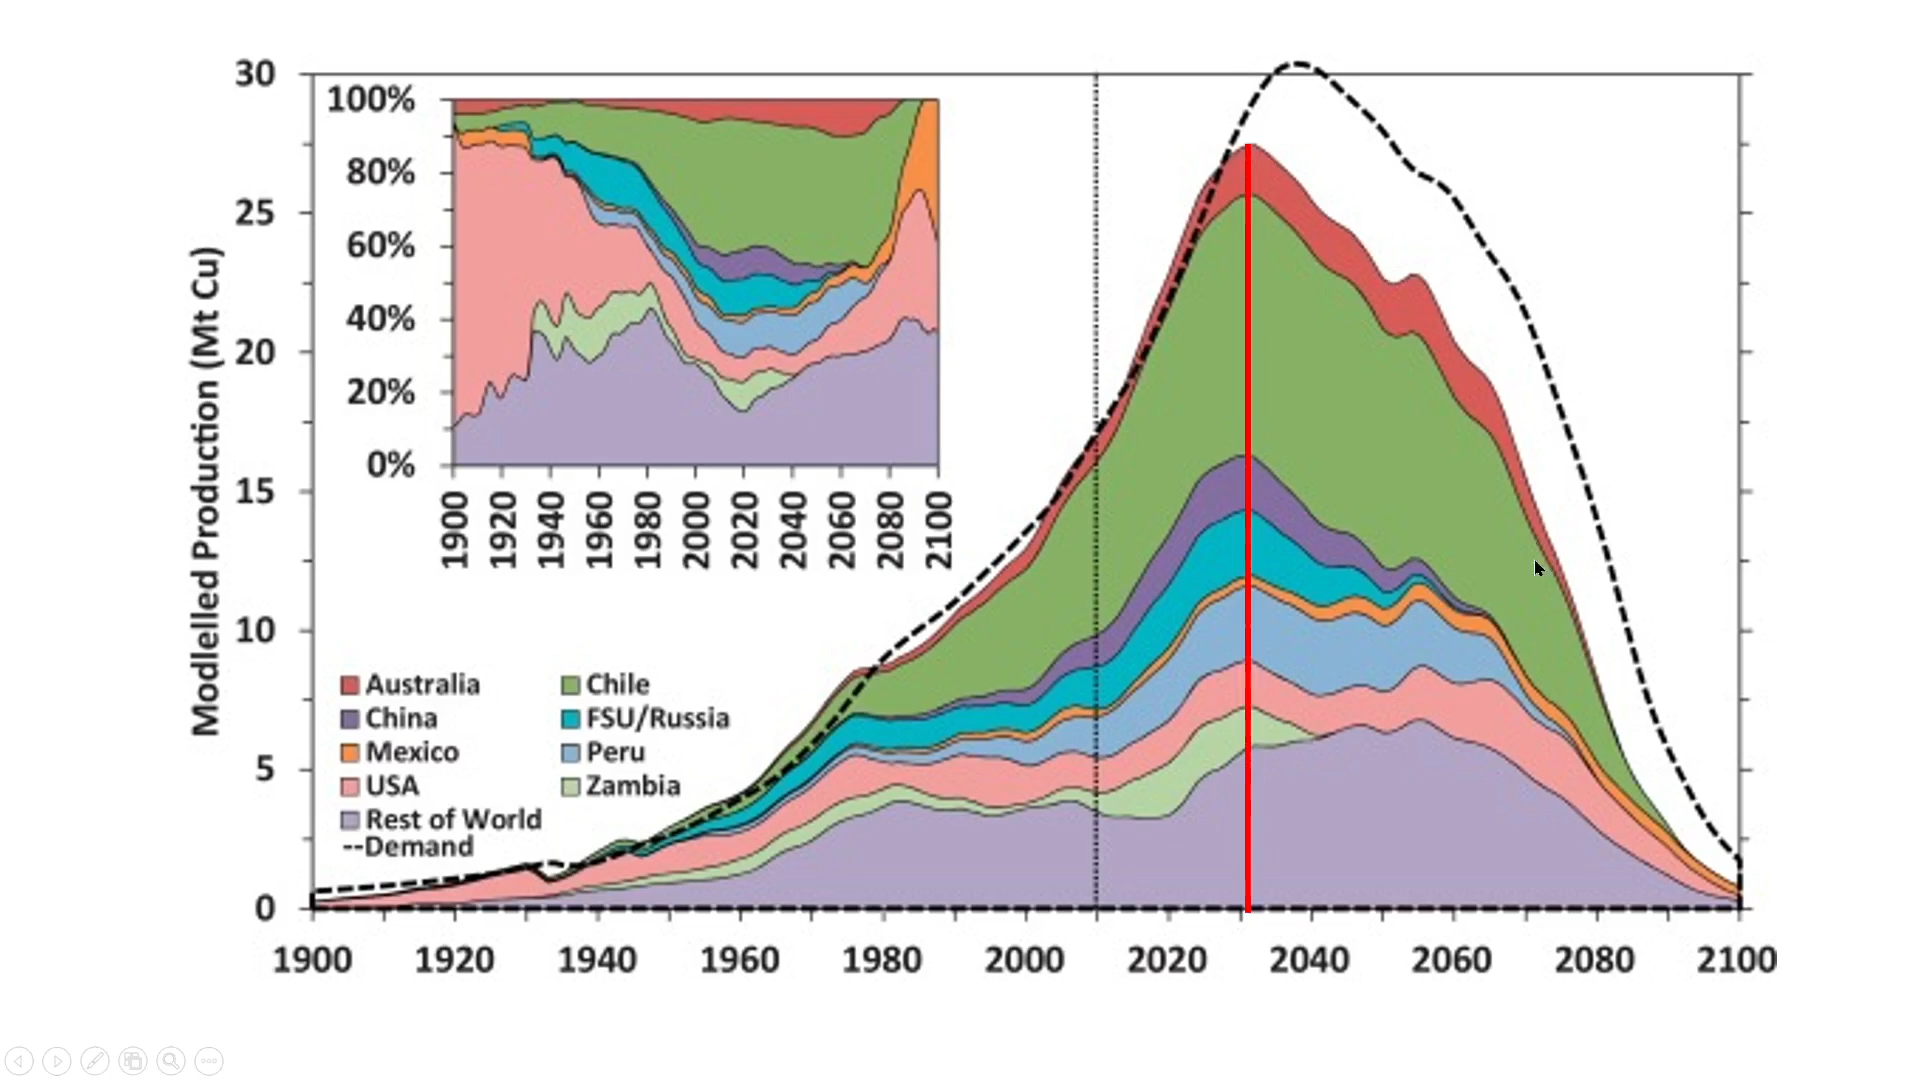 Modlelled Production (Mt Cu)
30
25
20
15
10
5
0
100%
80%
60%
40%
20%
0%
1900 1920 1940 1960 1980 2000 2020 2040 2060 2080 2100
Australia Chile
China FSU/Russia
Mexico Peru
USA Zambia
Rest of World
--Demand
1900 1920 1940 1960 1980 2000 2020 2040 2060 2080 2100